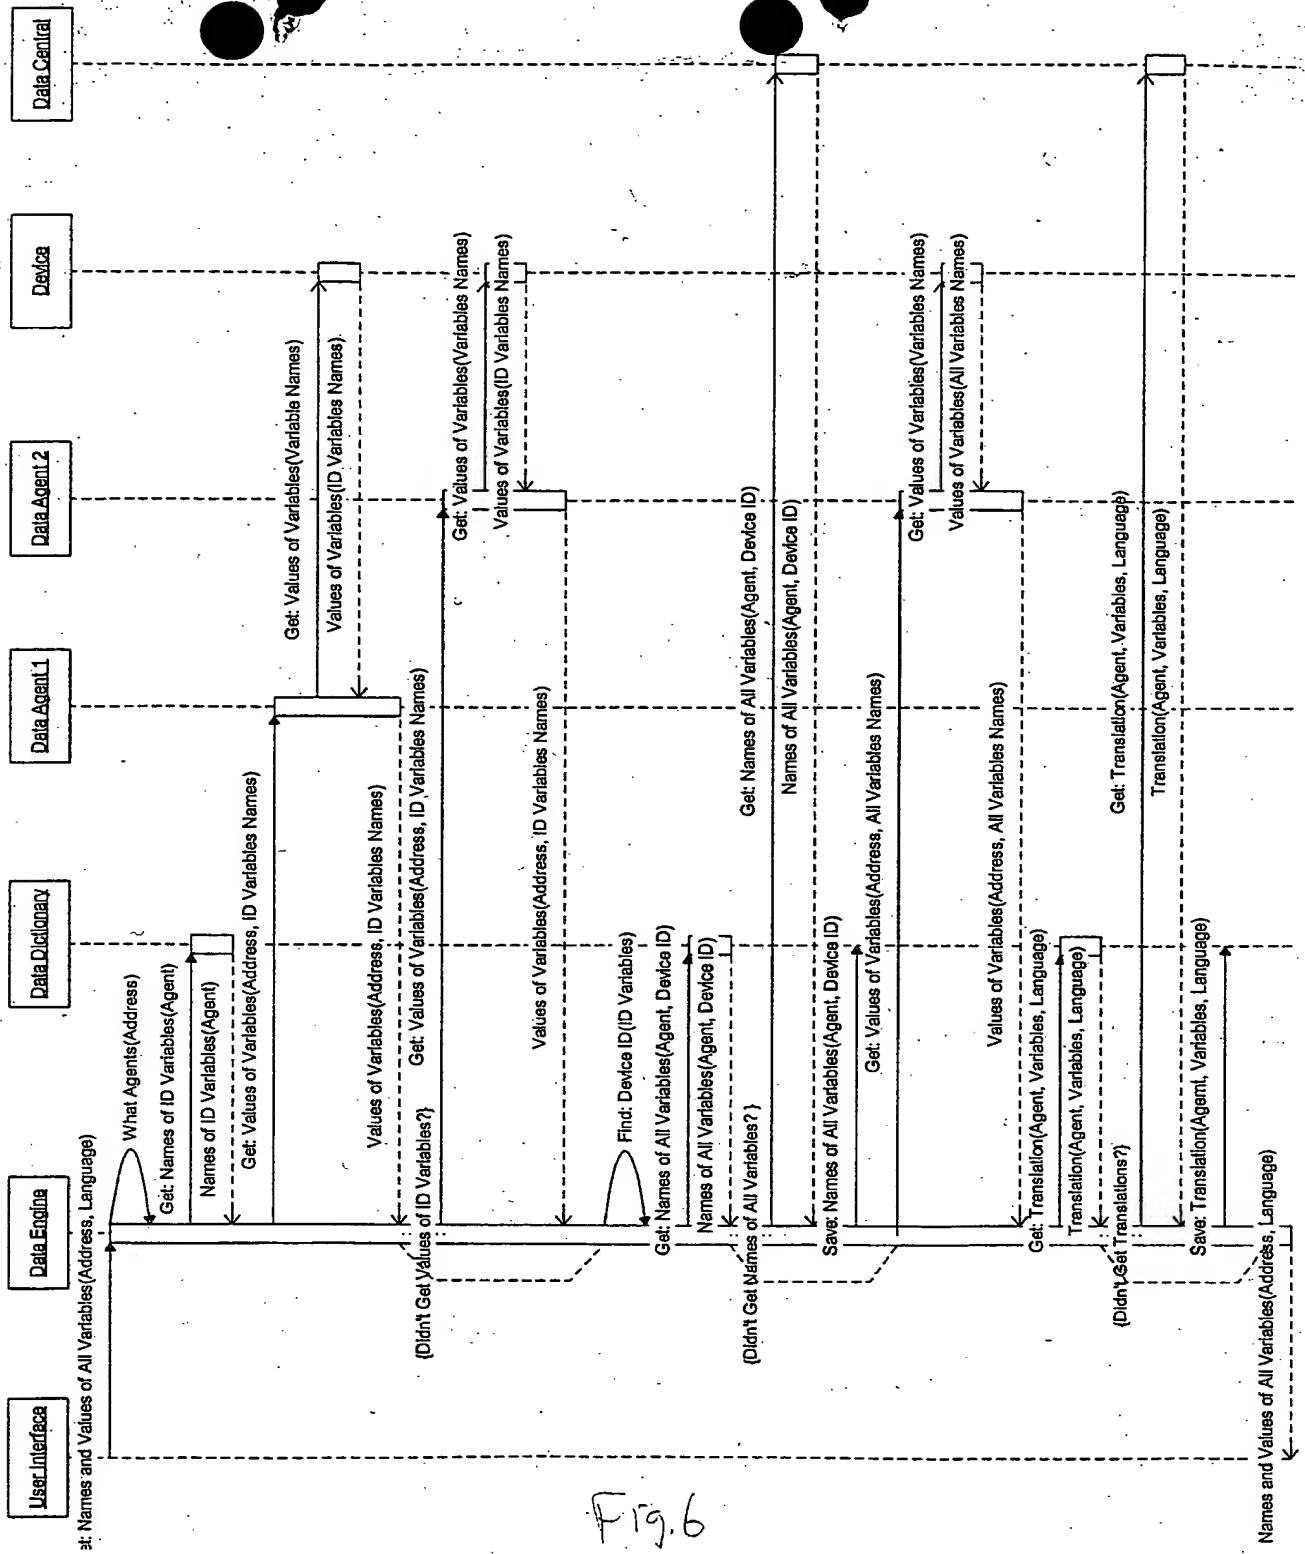 User Interface
Data Engine
Data Dictionary
Data Agent 1
Data Agent 2
Device
Data Central
et: Names and Values of All Variables(Address, Language)
What Agents(Address)
Get: Names of ID Variables(Agent)
Names of ID Variables(Agent)
Get: Values of Variables(Address, ID Variables Names)
Get: Values of Variables(Variable Names)
Values of Variables(ID Variables Names)
Values of Variables(Address, ID Variables Names)
{Didn't Get Values of ID Variables?}
Get: Values of Variables(Address, ID Variables Names)
Get: Values of Variables(Variables Names)
Values of Variables(ID Variables Names)
Values of Variables(Address, ID Variables Names)
Find: Device ID(ID Variables)
Get: Names of All Variables(Agent, Device ID)
Names of All Variables(Agent, Device ID)
{Didn't Get Names of All Variables? }
Get: Names of All Variables(Agent, Device ID)
Names of All Variables(Agent, Device ID)
Save: Names of All Variables(Agent, Device ID)
Get: Values of Variables(Address, All Variables Names)
Get: Values of Variables(Variables Names)
Values of Variables(All Variables Names)
Values of Variables(Address, All Variables Names)
Get: Translation(Agent, Variables, Language)
Translation(Agent, Variables, Language)
{Didn't Get Translations?}
Get: Translation(Agent, Variables, Language)
Translation(Agent, Variables, Language)
Save: Translation(Agemt, Variables, Language)
Names and Values of All Variables(Address, Language)
Fig.6